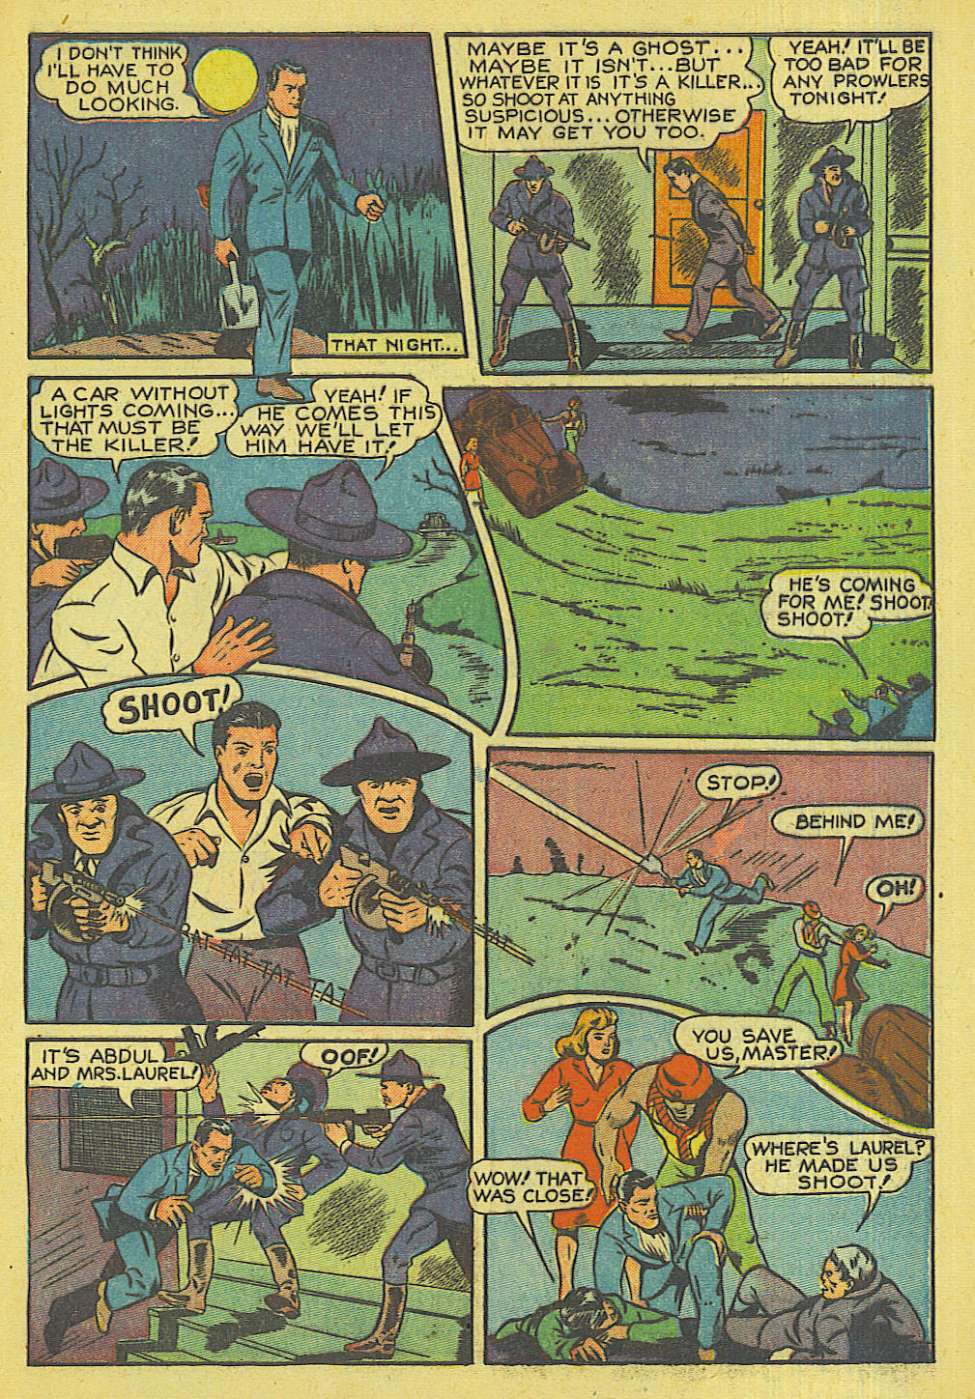 I DON'T THINK
I'LL HAVE TO
DO MUCH
LOOKING.
THAT NIGHT...
MAYBE IT'S A GHOST...
MAYBE IT ISN'T...BUT
WHATEVER IT IS IT'S A KILLER...
SO SHOOT AT ANYTHING
SUSPICIOUS...OTHERWISE
IT MAY GET YOU TOO.
YEAH! IT'LL BE
TOO BAD FOR
ANY PROWLERS
TONIGHT!
A CAR WITHOUT
LIGHTS COMING...
THAT MUST BE
THE KILLER!
YEAH! IF
HE COMES THIS
WAY WE'LL LET
HIM HAVE IT!
HE'S COMING
FOR ME! SHOOT.
SHOOT!
SHOOT!
RAT TAT TAT TAT TAT
STOP!
BEHIND ME!
OH!
IT'S ABDUL
AND MRS. LAUREL!
OOF!
YOU SAVE
US, MASTER!
WOW! THAT
WAS CLOSE!
WHERE'S LAUREL?
HE MADE US
SHOOT!